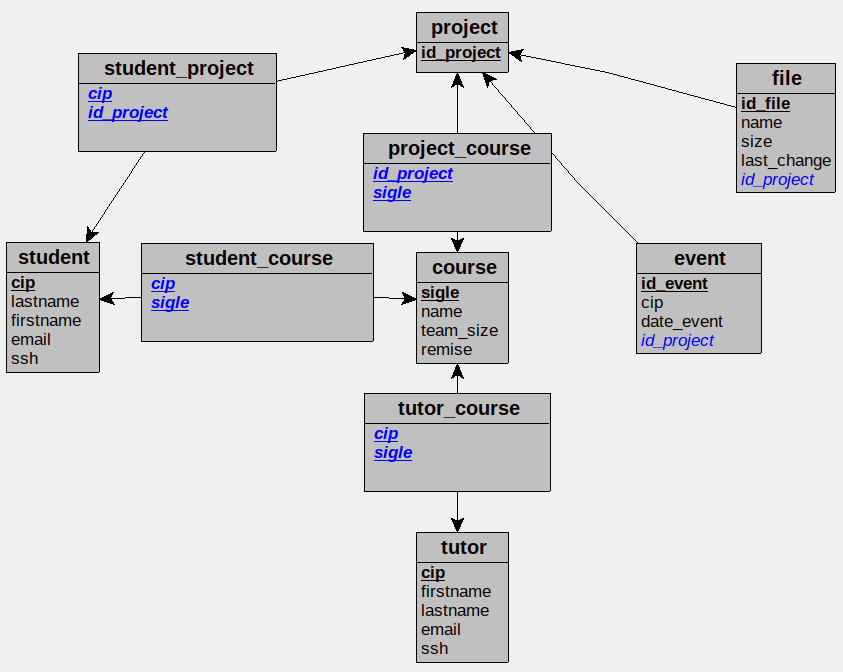 project
id_project
student_project
cip
id_project
file
id_file
name
size
last_change
id_project
project_course
id_project
sigle
student
cip
lastname
firstname
email
ssh
student_course
cip
sigle
course
sigle
name
team_size
remise
event
id_event
cip
date_event
id_project
tutor_course
cip
sigle
tutor
cip
firstname
lastname
email
ssh